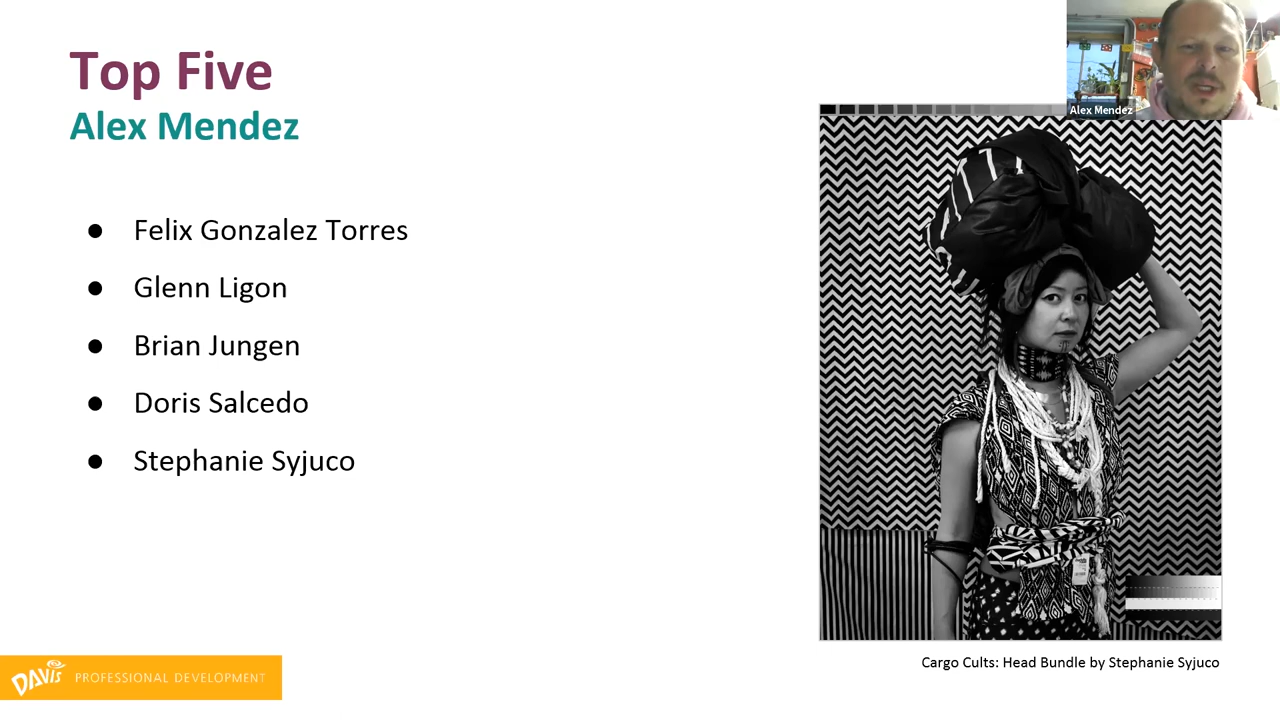 Top Five
Alex Mendez
Alex Mendez
● Felix Gonzalez Torres
● Glenn Ligon
● Brian Jungen
● Doris Salcedo
● Stephanie Syjuco
Cargo Cults: Head Bundle by Stephanie Syjuco
DAVIS PROFESSIONAL DEVELOPMENT